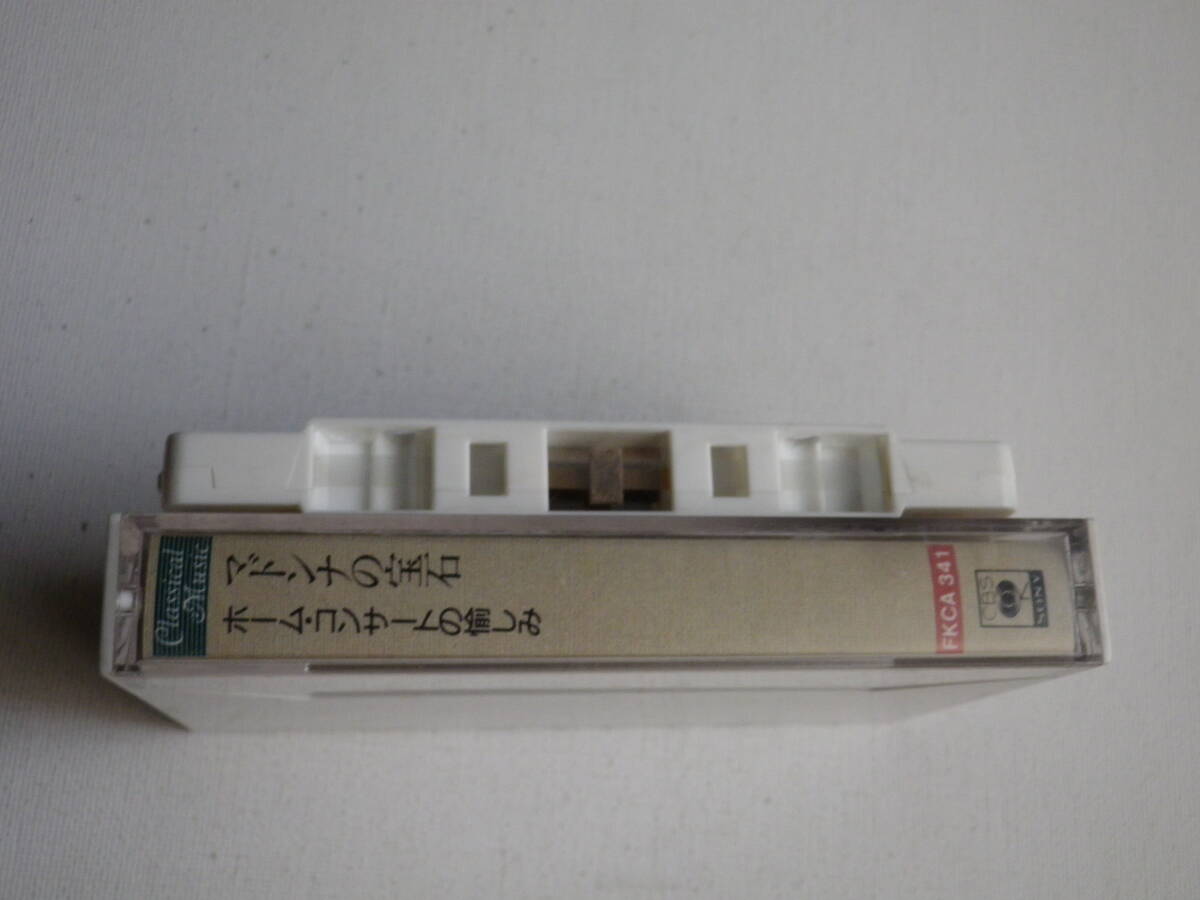 Classical
Music
マドンナの宝石
ホーム・コンサートの愉しみ
FKCA 341
CBS
SONY